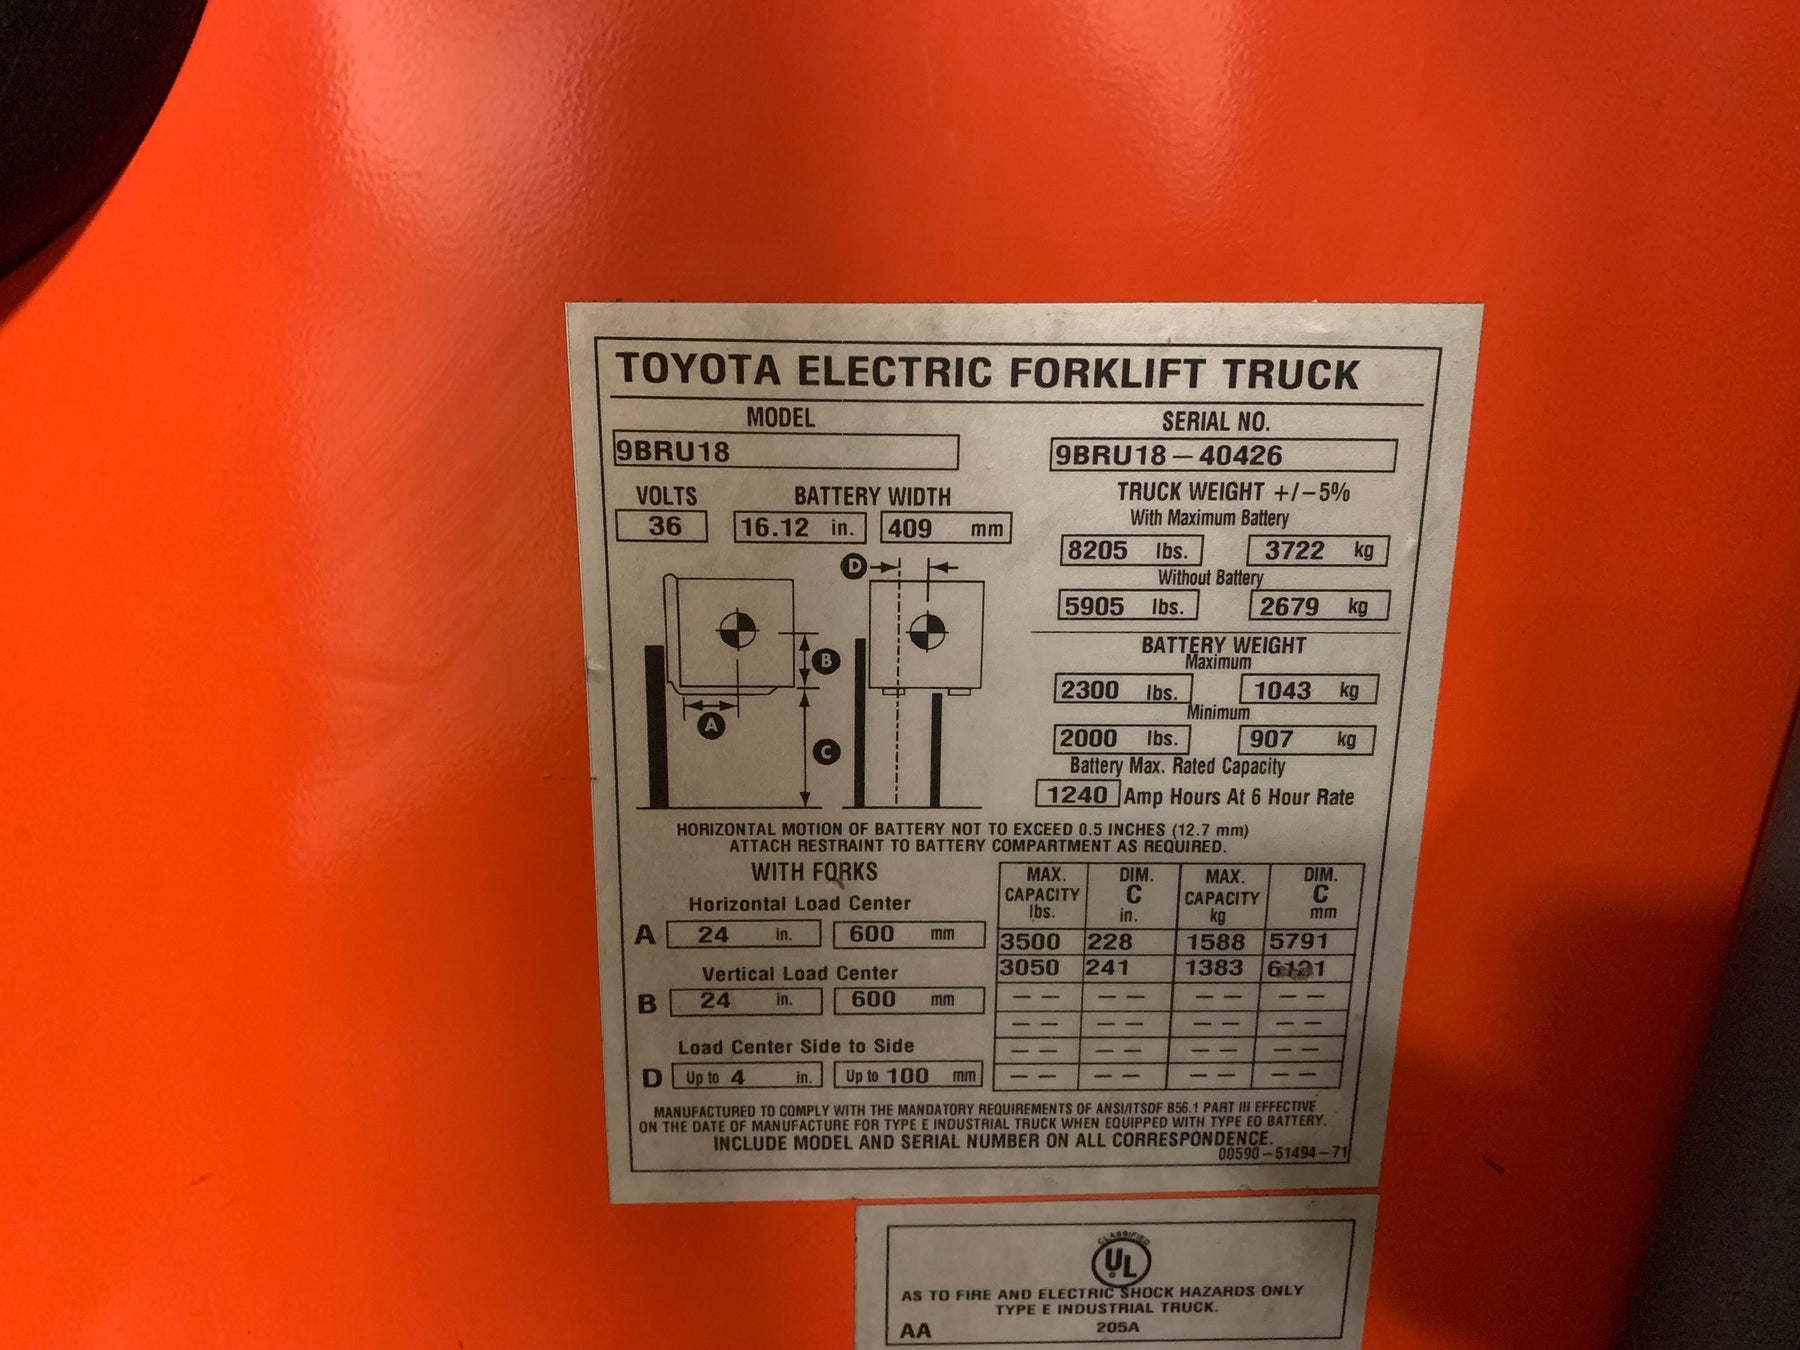 TOYOTA ELECTRIC FORKLIFT TRUCK
MODEL
9BRU18
SERIAL NO.
9BRU18-40426
VOLTS
36
BATTERY WIDTH
16.12 in. 409 mm
TRUCK WEIGHT +/-5%
With Maximum Battery
8205 lbs. 3722 kg
Without Battery
5905 lbs. 2679 kg
BATTERY WEIGHT
Maximum
2300 lbs. 1043 kg
Minimum
2000 lbs. 907 kg
Battery Max. Rated Capacity
1240 Amp Hours At 6 Hour Rate
D
B
A
C
HORIZONTAL MOTION OF BATTERY NOT TO EXCEED 0.5 INCHES (12.7 mm)
ATTACH RESTRAINT TO BATTERY COMPARTMENT AS REQUIRED.
WITH FORKS
Horizontal Load Center
A 24 in. 600 mm
Vertical Load Center
B 24 in. 600 mm
Load Center Side to Side
D Up to 4 in. Up to 100 mm
MAX. CAPACITY lbs. DIM. C in. MAX. CAPACITY kg DIM. C mm
3500 228 1588 5791
3050 241 1383
-- -- -- --
-- -- -- --
-- -- -- --
-- -- -- --
MANUFACTURED TO COMPLY WITH THE MANDATORY REQUIREMENTS OF ANSI/ITSDF B56.1 PART III EFFECTIVE
ON THE DATE OF MANUFACTURE FOR TYPE E INDUSTRIAL TRUCK WHEN EQUIPPED WITH TYPE EO BATTERY.
INCLUDE MODEL AND SERIAL NUMBER ON ALL CORRESPONDENCE.
00590-51494-71
CLASSIFIED
UL
AS TO FIRE AND ELECTRIC SHOCK HAZARDS ONLY
TYPE E INDUSTRIAL TRUCK.
AA 205A